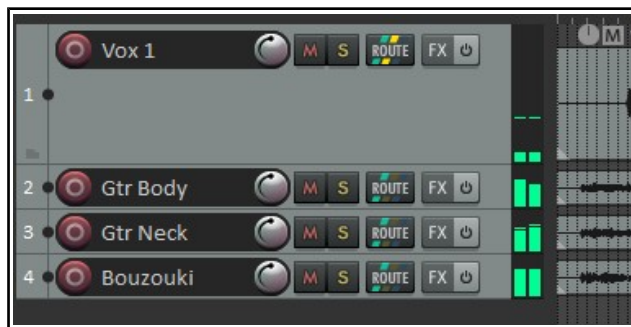 Vox 1 M S ROUTE FX M
1
2 Gtr Body M S ROUTE FX
3 Gtr Neck M S ROUTE FX
4 Bouzouki M S ROUTE FX